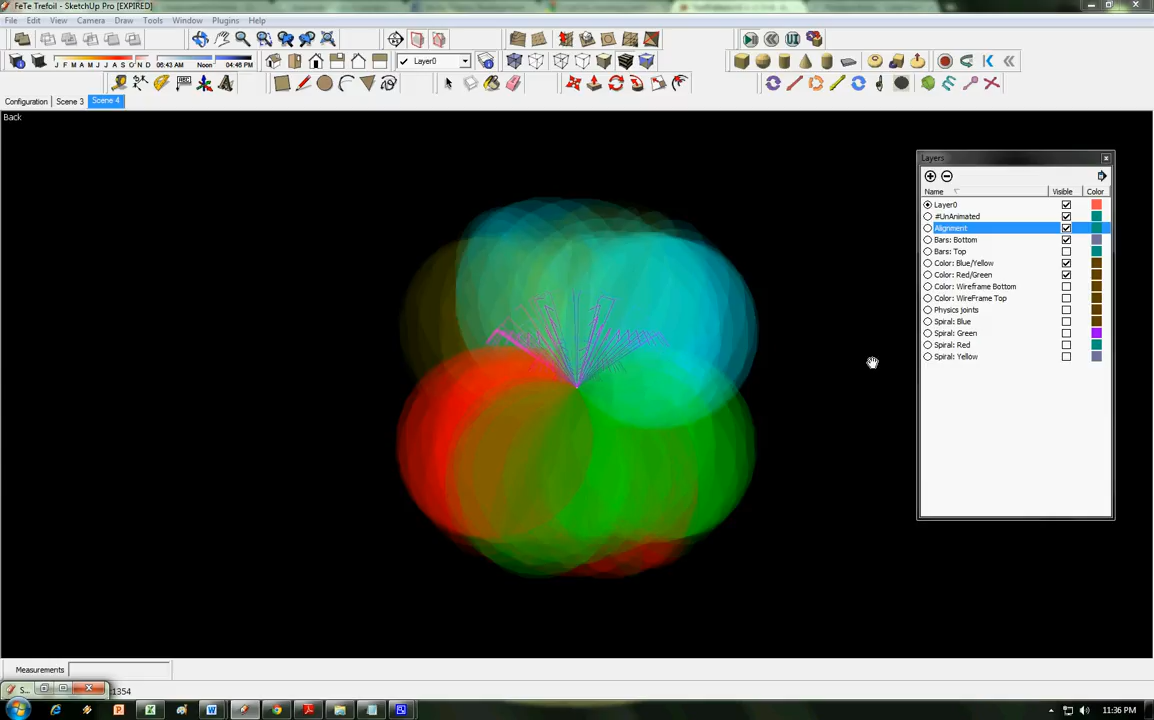 FeTe Trefoil - SketchUp Pro [EXPIRED]
File Edit View Camera Draw Tools Window Plugins Help
J F M A M J J A S O N D 06:43 AM Noon 04:46 PM Layer0
Configuration Scene 3 Scene 4
Back
Layers
Name Visible Color
Layer0
#UnAnimated
Alignment
Bars: Bottom
Bars: Top
Color: Blue/Yellow
Color: Red/Green
Color: Wireframe Bottom
Color: WireFrame Top
Physics joints
Spiral: Blue
Spiral: Green
Spiral: Red
Spiral: Yellow
Measurements
S... :1354
11:36 PM